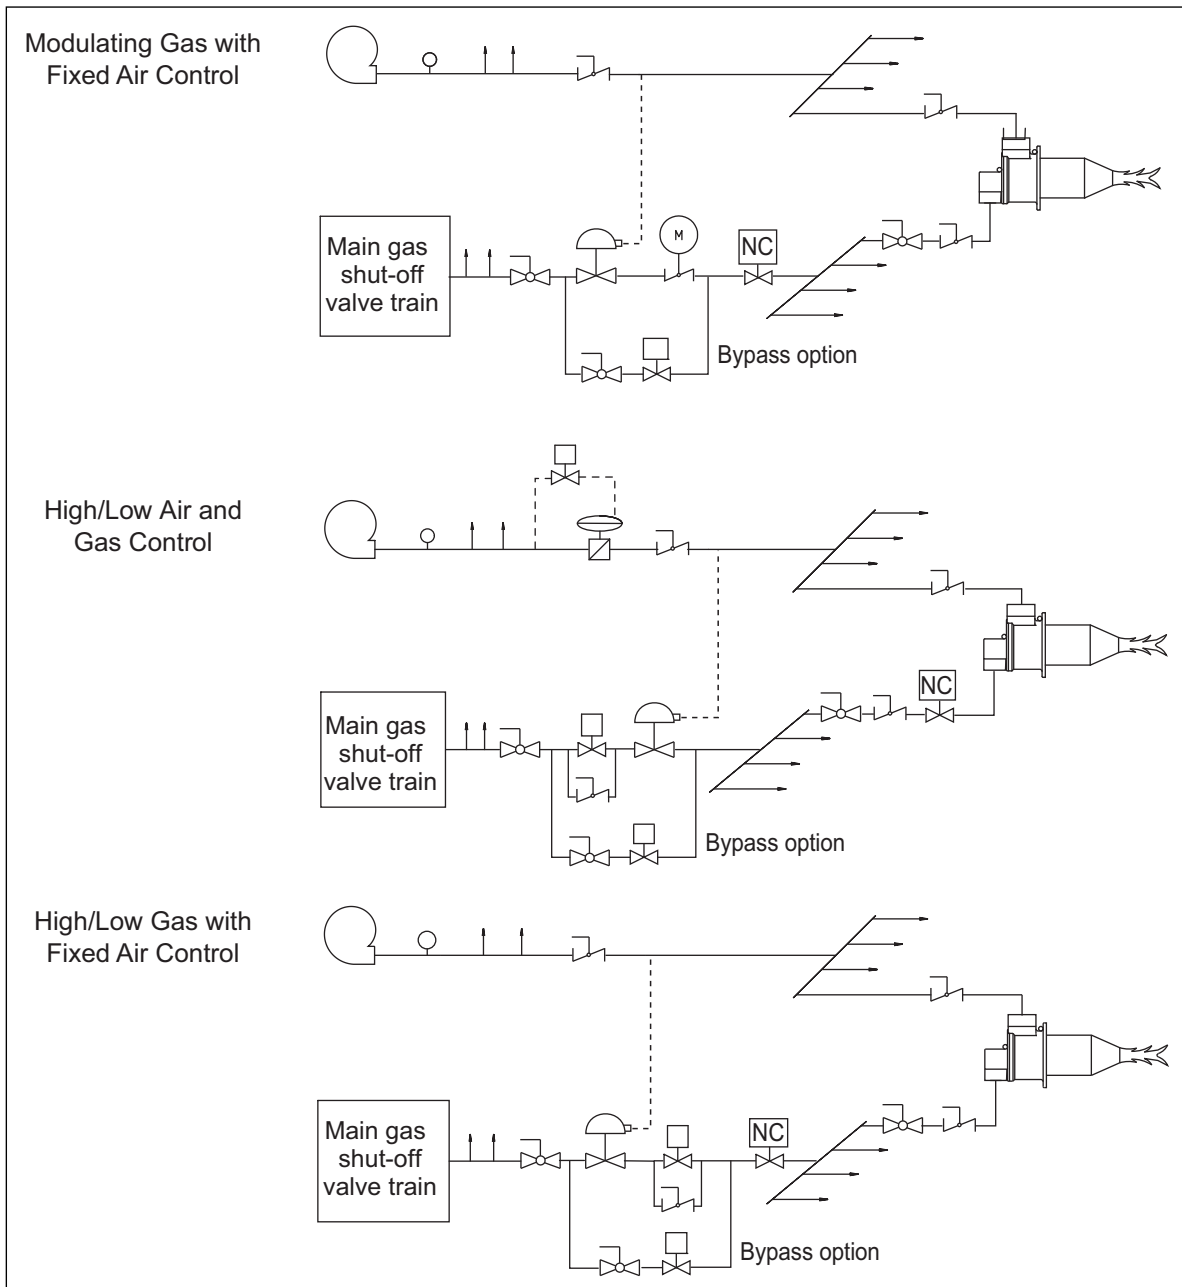 Modulating Gas with
Fixed Air Control
M
NC
Main gas
shut-off
valve train
Bypass option
High/Low Air and
Gas Control
NC
Main gas
shut-off
valve train
Bypass option
High/Low Gas with
Fixed Air Control
NC
Main gas
shut-off
valve train
Bypass option